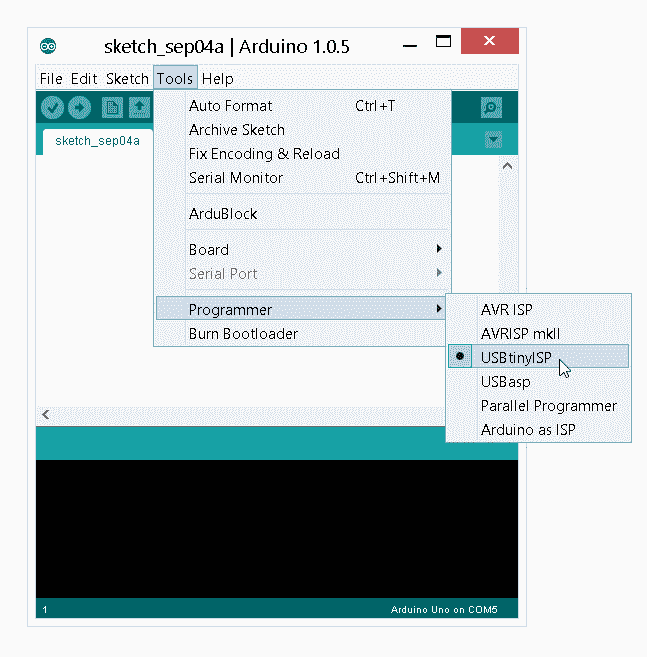 sketch_sep04a | Arduino 1.0.5
File Edit Sketch Tools Help
Auto Format Ctrl+T
Archive Sketch
sketch_sep04a
Fix Encoding & Reload
Serial Monitor Ctrl+Shift+M
ArduBlock
Board
Serial Port
Programmer
Burn Bootloader
AVR ISP
AVRISP mkII
USBtinyISP
USBasp
Parallel Programmer
Arduino as ISP
1 Arduino Uno on COM5